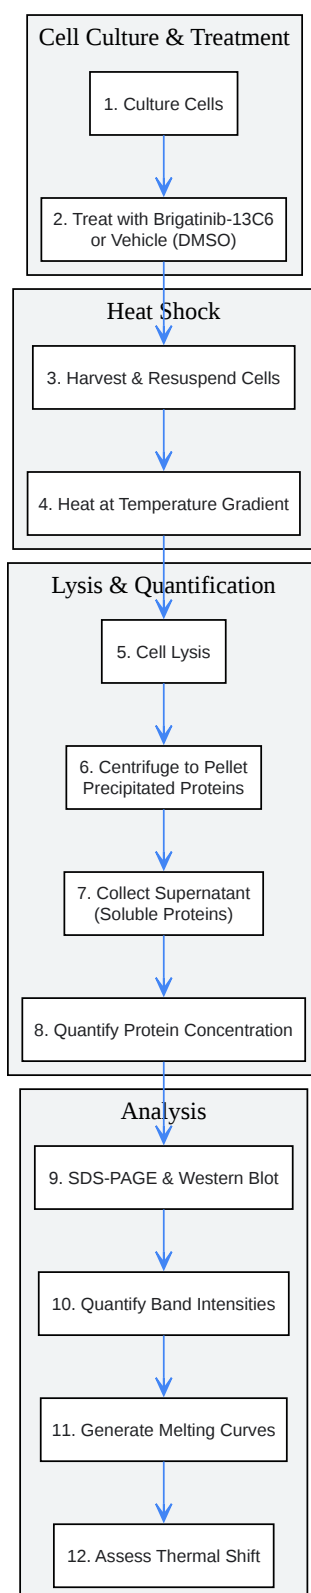 Cell Culture & Treatment
1. Culture Cells
2. Treat with Brigatinib-13C6
or Vehicle (DMSO)
Heat Shock
3. Harvest & Resuspend Cells
4. Heat at Temperature Gradient
Lysis & Quantification
5. Cell Lysis
6. Centrifuge to Pellet
Precipitated Proteins
7. Collect Supernatant
(Soluble Proteins)
8. Quantify Protein Concentration
Analysis
9. SDS-PAGE & Western Blot
10. Quantify Band Intensities
11. Generate Melting Curves
12. Assess Thermal Shift